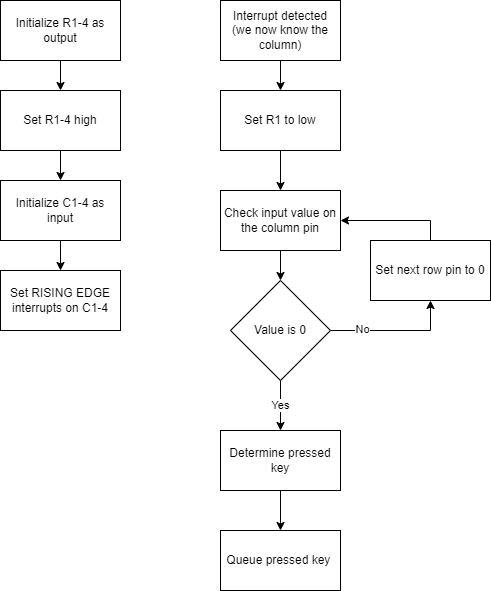 Initialize R1-4 as
output
Set R1-4 high
Initialize C1-4 as
input
Set RISING EDGE
interrupts on C1-4
Interrupt detected
(we now know the
column)
Set R1 to low
Check input value on
the column pin
Set next row pin to 0
Value is 0
No
Yes
Determine pressed
key
Queue pressed key